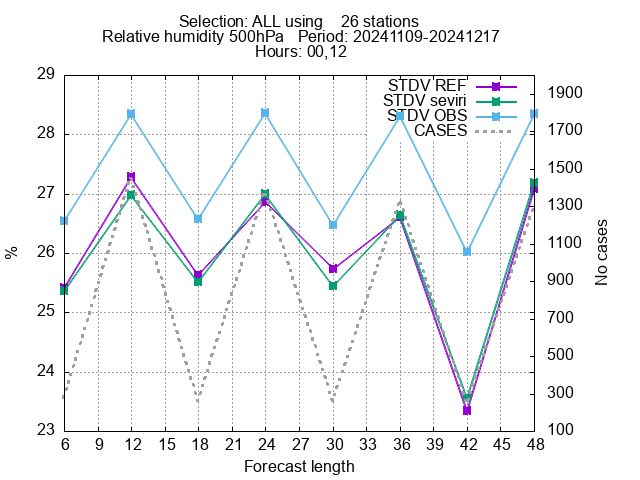 Selection: ALL using    26 stations
Relative humidity 500hPa   Period: 20241109-20241217
Hours: 00,12
STDV REF
STDV seviri
STDV OBS
CASES
29
28
27
26
25
24
23
%
1900
1700
1500
1300
1100
900
700
500
300
100
No cases
6 9 12 15 18 21 24 27 30 33 36 39 42 45 48
Forecast length